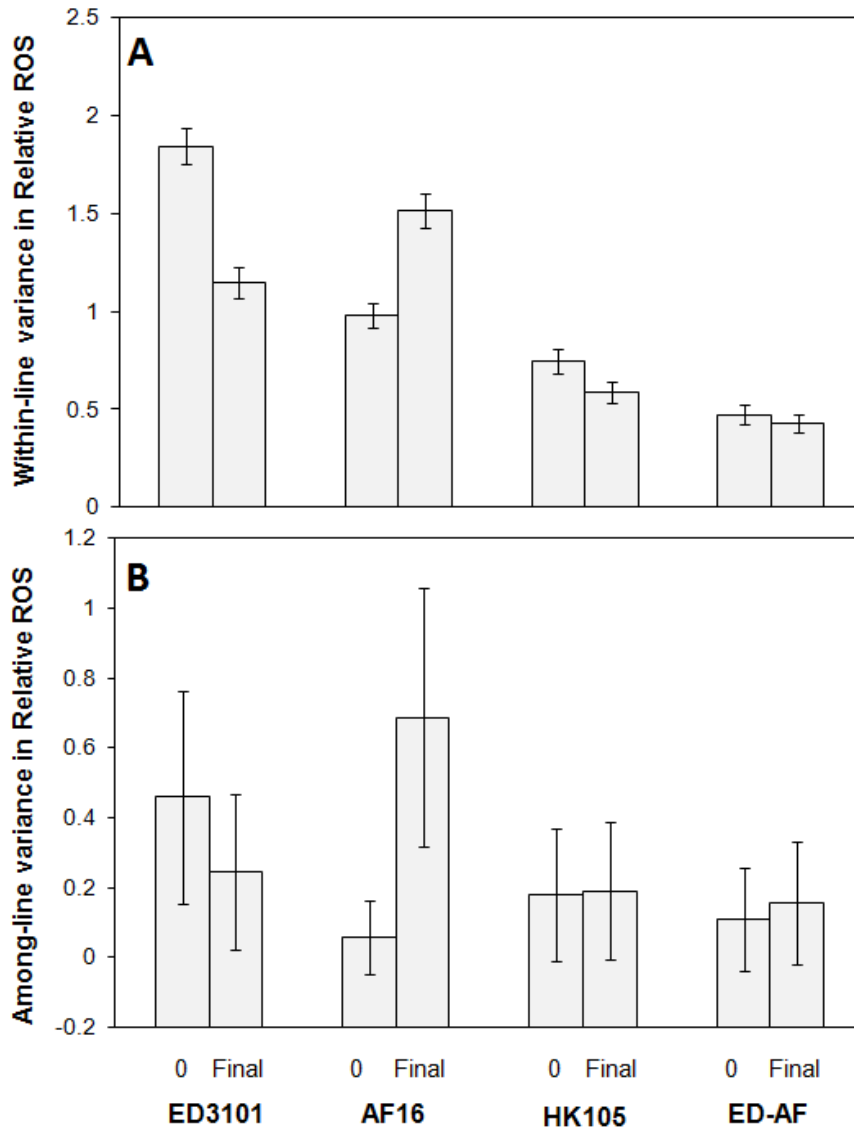 A
Within-line variance in Relative ROS
2.5
2
1.5
1
0.5
0
B
Among-line variance in Relative ROS
1.2
1
0.8
0.6
0.4
0.2
0
-0.2
0 Final 0 Final 0 Final 0 Final
ED3101 AF16 HK105 ED-AF